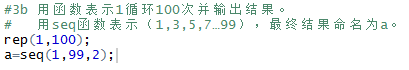 #3b 用函数表示1循环100次并输出结果。
#   用seq函数表示（1,3,5,7…99），最终结果命名为a。
rep(1,100);
a=seq(1,99,2);